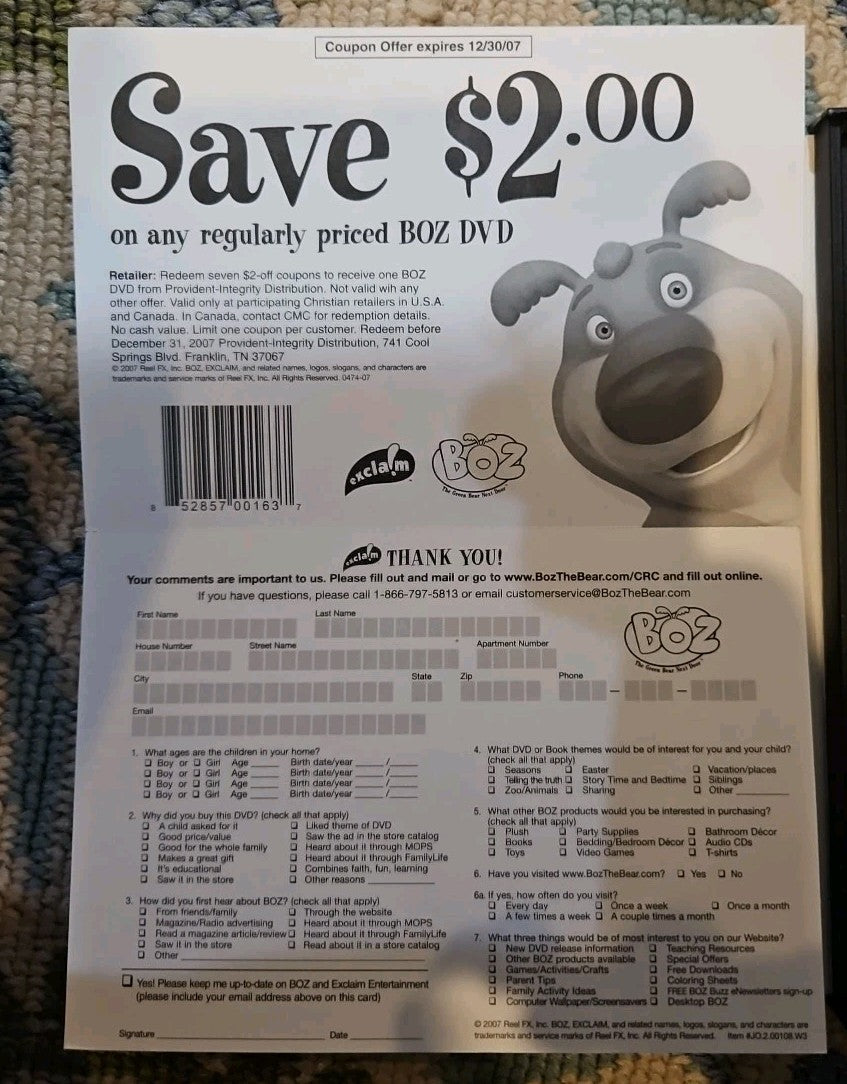 Coupon Offer expires 12/30/07
Save $2.00
on any regularly priced BOZ DVD
Retailer: Redeem seven $2-off coupons to receive one BOZ
DVD from Provident-Integrity Distribution. Not valid wih any
other offer. Valid only at participating Christian retailers in U.S.A.
and Canada. In Canada, contact CMC for redemption details.
No cash value. Limit one coupon per customer. Redeem before
December 31, 2007 Provident-Integrity Distribution, 741 Cool
Springs Blvd. Franklin, TN 37067
© 2007 Reel FX, Inc. BOZ, EXCLAIM, and related names, logos, slogans, and characters are
trademarks and service marks of Reel FX, Inc. All Rights Reserved. 0474-07
8 52857 00163 7
exclaim
BOZ
The Green Bear Next Door
exclaim THANK YOU!
Your comments are important to us. Please fill out and mail or go to www.BozTheBear.com/CRC and fill out online.
If you have questions, please call 1-866-797-5813 or email customerservice@BozTheBear.com
First Name Last Name
BOZ
The Green Bear Next Door
House Number Street Name Apartment Number
City State Zip Phone
Email
1. What ages are the children in your home?
Boy or Girl Age ____ Birth date/year ____/____
Boy or Girl Age ____ Birth date/year ____/____
Boy or Girl Age ____ Birth date/year ____/____
Boy or Girl Age ____ Birth date/year ____/____
2. Why did you buy this DVD? (check all that apply)
A child asked for it Liked theme of DVD
Good price/value Saw the ad in the store catalog
Good for the whole family Heard about it through MOPS
Makes a great gift Heard about it through FamilyLife
It's educational Combines faith, fun, learning
Saw it in the store Other reasons ____
3. How did you first hear about BOZ? (check all that apply)
From friends/family Through the website
Magazine/Radio advertising Heard about it through MOPS
Read a magazine article/review Heard about it through FamilyLife
Saw it in the store Read about it in a store catalog
Other ____
Yes! Please keep me up-to-date on BOZ and Exclaim Entertainment
(please include your email address above on this card)
Signature ____ Date ____
4. What DVD or Book themes would be of interest for you and your child?
(check all that apply)
Seasons Easter Vacation/places
Telling the truth Story Time and Bedtime Siblings
Zoo/Animals Sharing Other ____
5. What other BOZ products would you be interested in purchasing?
(check all that apply)
Plush Party Supplies Bathroom Décor
Books Bedding/Bedroom Décor Audio CDs
Toys Video Games T-shirts
6. Have you visited www.BozTheBear.com? Yes No
6a. If yes, how often do you visit?
Every day Once a week Once a month
A few times a week A couple times a month
7. What three things would be of most interest to you on our Website?
New DVD release information Teaching Resources
Other BOZ products available Special Offers
Games/Activities/Crafts Free Downloads
Parent Tips Coloring Sheets
Family Activity Ideas FREE BOZ Buzz eNewsletters sign-up
Computer Wallpaper/Screensavers Desktop BOZ
© 2007 Reel FX, Inc. BOZ, EXCLAIM, and related names, logos, slogans, and characters are
trademarks and service marks of Reel FX, Inc. All Rights Reserved. Item #JO.2.00108.W3